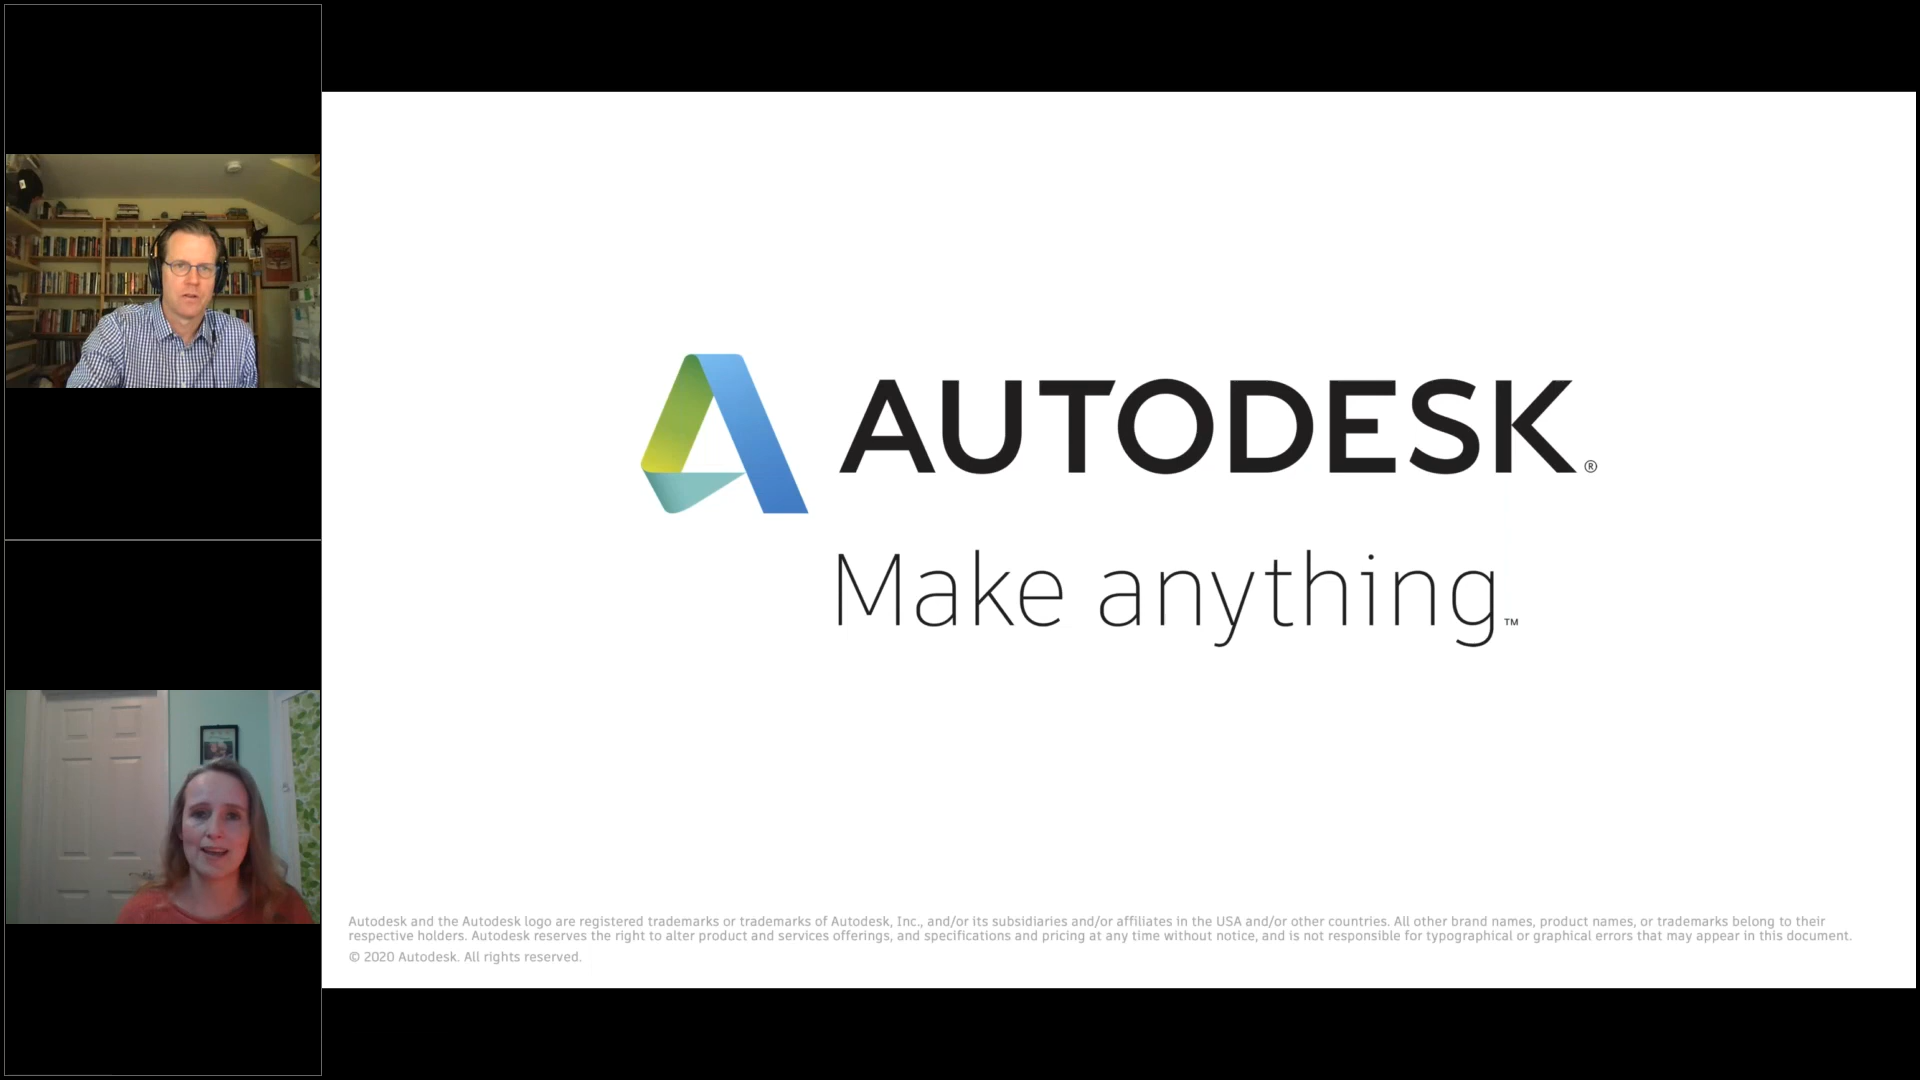 AUTODESK®
Make anything.™
Autodesk and the Autodesk logo are registered trademarks or trademarks of Autodesk, Inc., and/or its subsidiaries and/or affiliates in the USA and/or other countries. All other brand names, product names, or trademarks belong to their
respective holders. Autodesk reserves the right to alter product and services offerings, and specifications and pricing at any time without notice, and is not responsible for typographical or graphical errors that may appear in this document.
© 2020 Autodesk. All rights reserved.